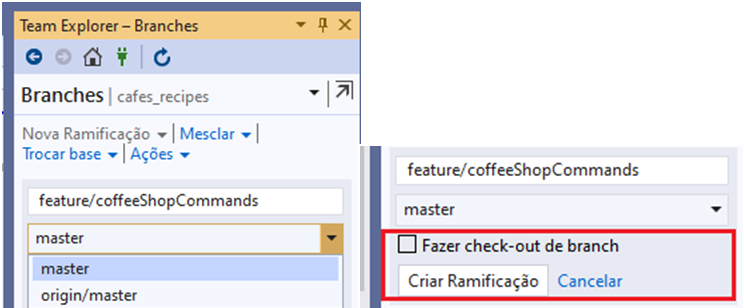 Team Explorer – Branches
Branches | cafes_recipes
Nova Ramificação | Mesclar |
Trocar base | Ações
feature/coffeeShopCommands
master
master
origin/master
feature/coffeeShopCommands
master
Fazer check-out de branch
Criar Ramificação Cancelar